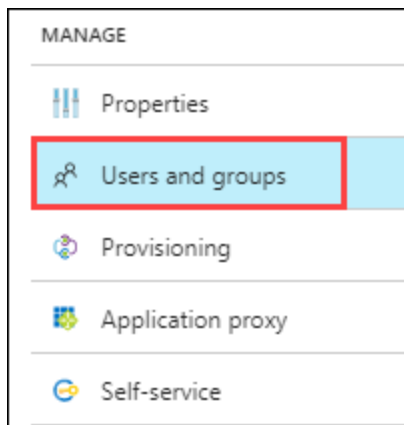 MANAGE
Properties
Users and groups
Provisioning
Application proxy
Self-service